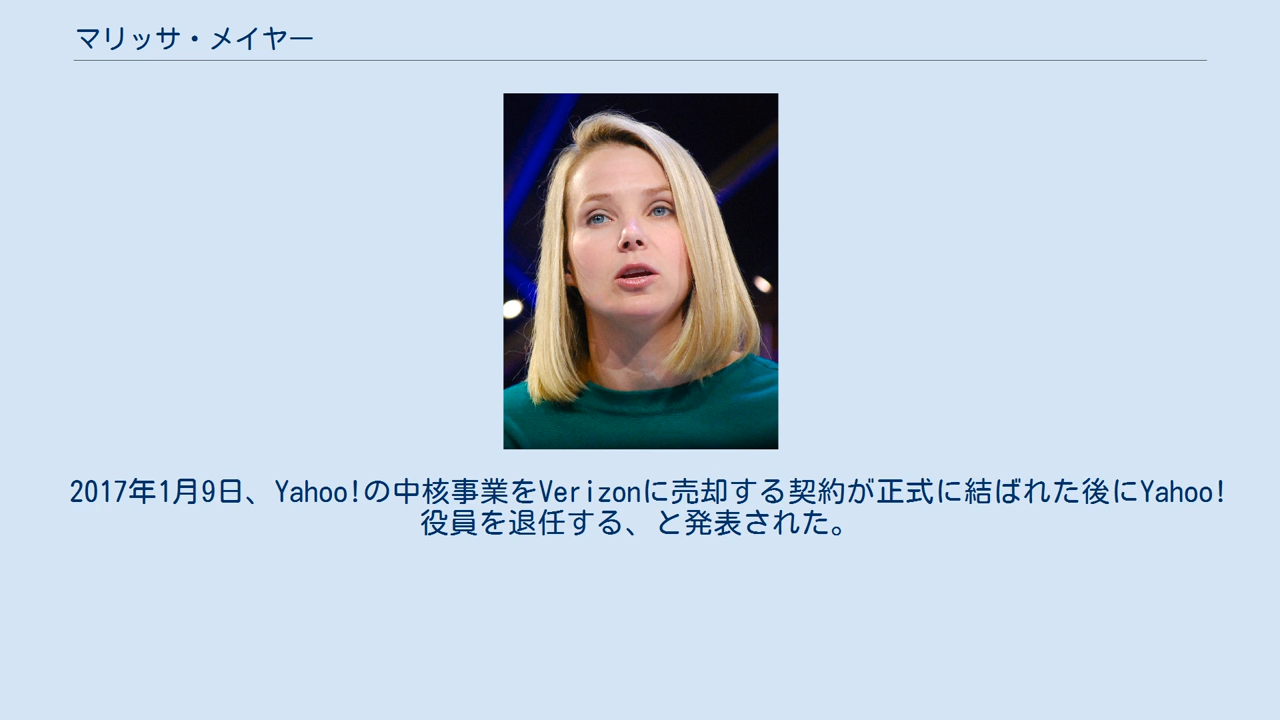 マリッサ・メイヤー
2017年1月9日、Yahoo!の中核事業をVerizonに売却する契約が正式に結ばれた後にYahoo!
役員を退任する、と発表された。